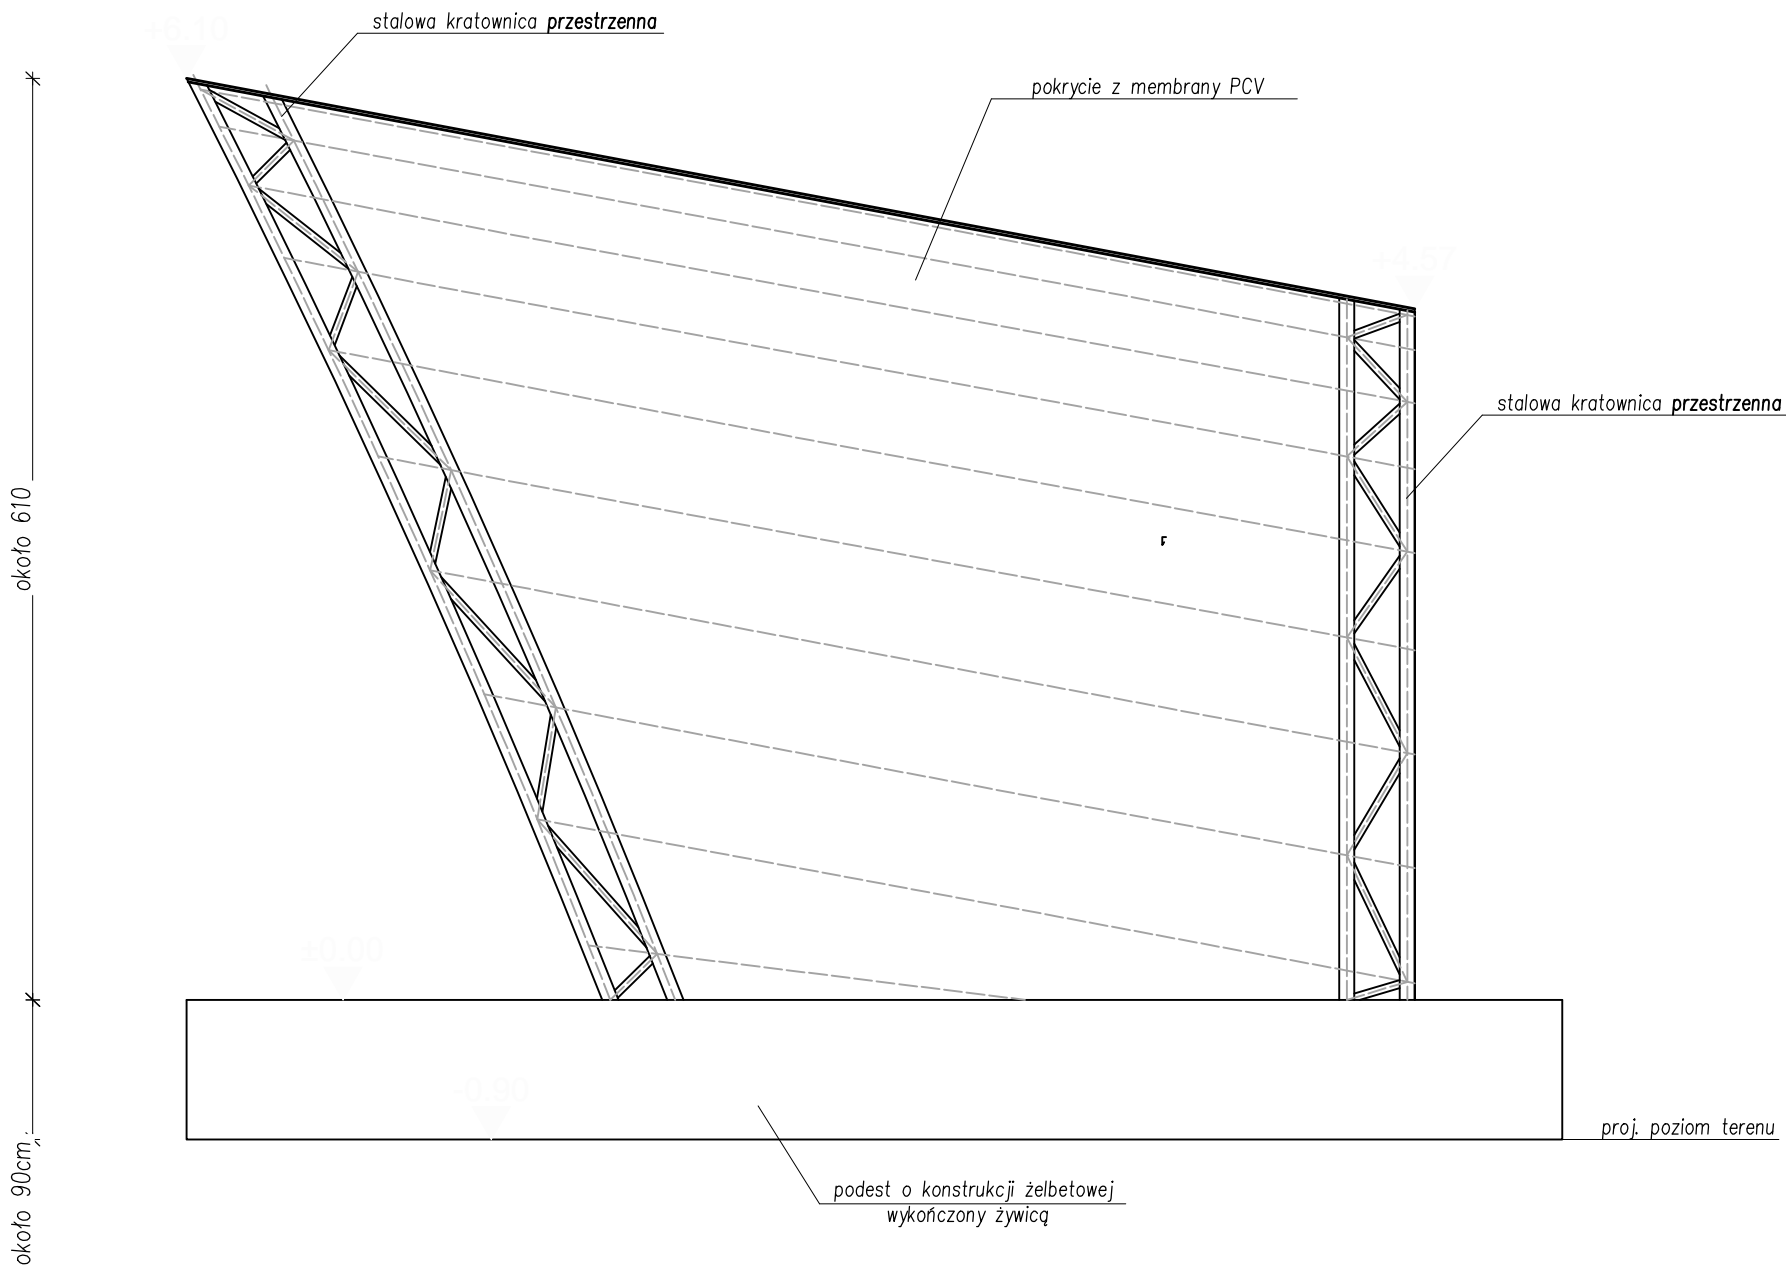 +6.10
stalowa kratownica przestrzenna
pokrycie z membrany PCV
+4.57
stalowa kratownica przestrzenna
około 610
±0.00
-0.90
proj. poziom terenu
około 90cm
podest o konstrukcji żelbetowej
wykończony żywicą